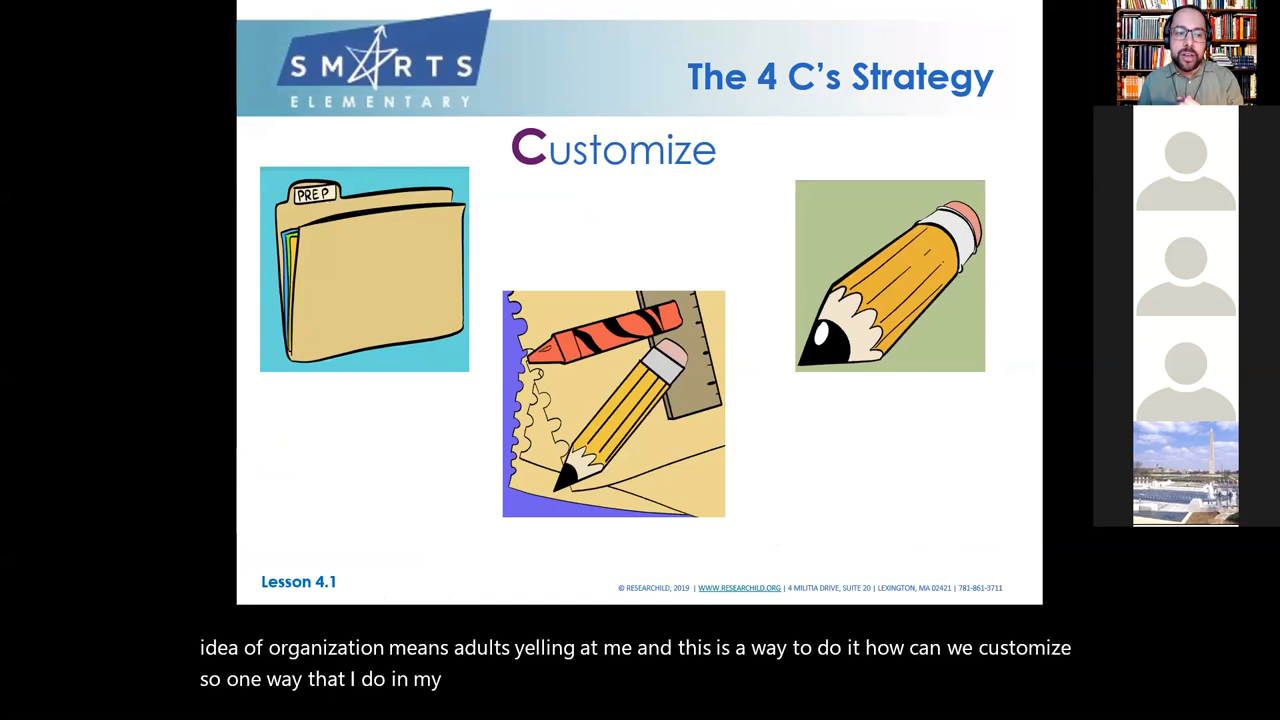 SMARTS
ELEMENTARY
The 4 C's Strategy
Customize
PREP
Lesson 4.1
© RESEARCHILD, 2019 | WWW.RESEARCHILD.ORG | 4 MILITIA DRIVE, SUITE 20 | LEXINGTON, MA 02421 | 781-861-3711
idea of organization means adults yelling at me and this is a way to do it how can we customize
so one way that I do in my